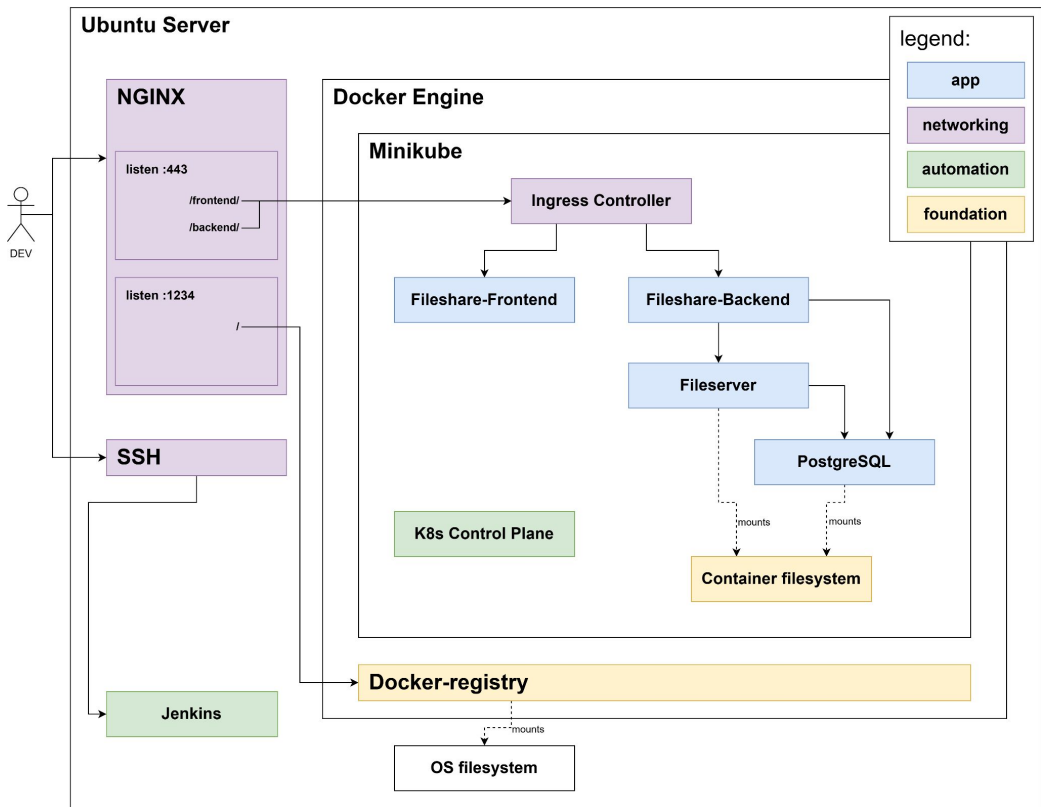 Ubuntu Server
legend:
app
networking
automation
foundation
NGINX
listen :443
/frontend/
/backend/
listen :1234
/
Docker Engine
Minikube
Ingress Controller
Fileshare-Frontend
Fileshare-Backend
Fileserver
PostgreSQL
mounts
mounts
K8s Control Plane
Container filesystem
DEV
SSH
Docker-registry
Jenkins
mounts
OS filesystem